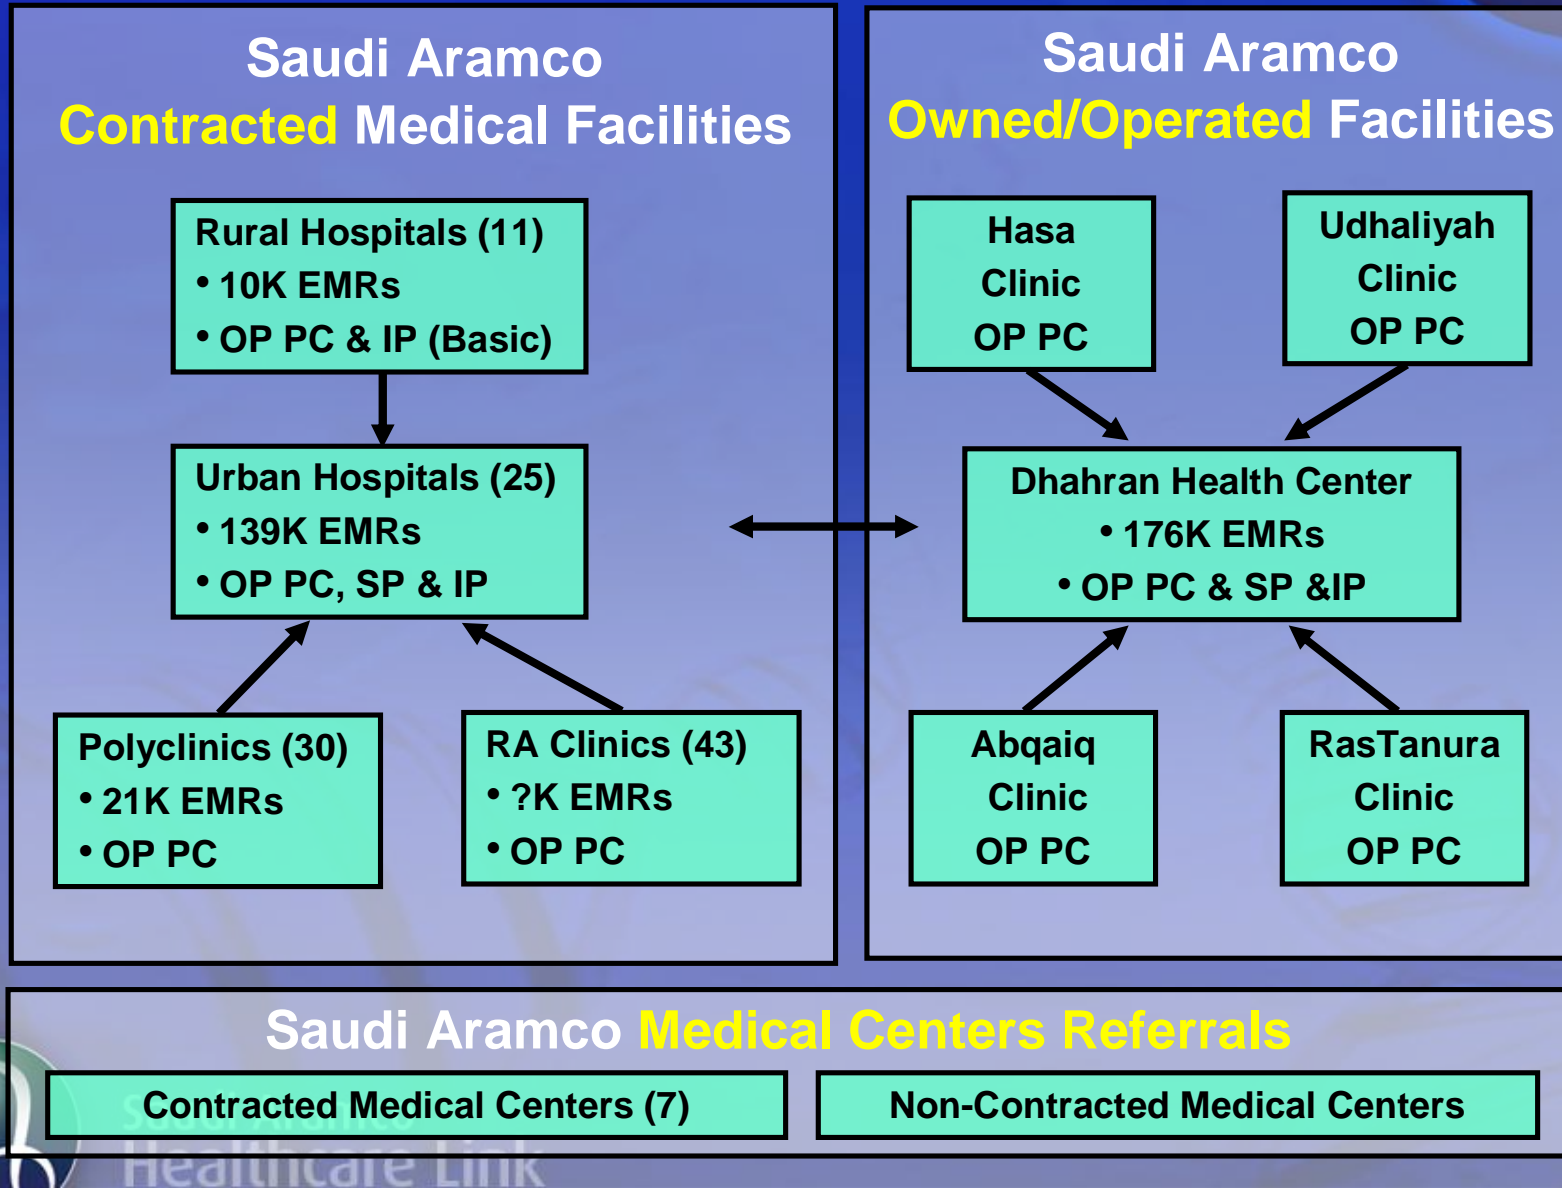 Saudi Aramco
Contracted Medical Facilities
Rural Hospitals (11)
• 10K EMRs
• OP PC & IP (Basic)
Urban Hospitals (25)
• 139K EMRs
• OP PC, SP & IP
Polyclinics (30)
• 21K EMRs
• OP PC
RA Clinics (43)
• ?K EMRs
• OP PC
Saudi Aramco
Owned/Operated Facilities
Hasa
Clinic
OP PC
Udhaliyah
Clinic
OP PC
Dhahran Health Center
• 176K EMRs
• OP PC & SP &IP
Abqaiq
Clinic
OP PC
RasTanura
Clinic
OP PC
Saudi Aramco Medical Centers Referrals
Contracted Medical Centers (7)
Non-Contracted Medical Centers
Saudi Aramco
Healthcare Link